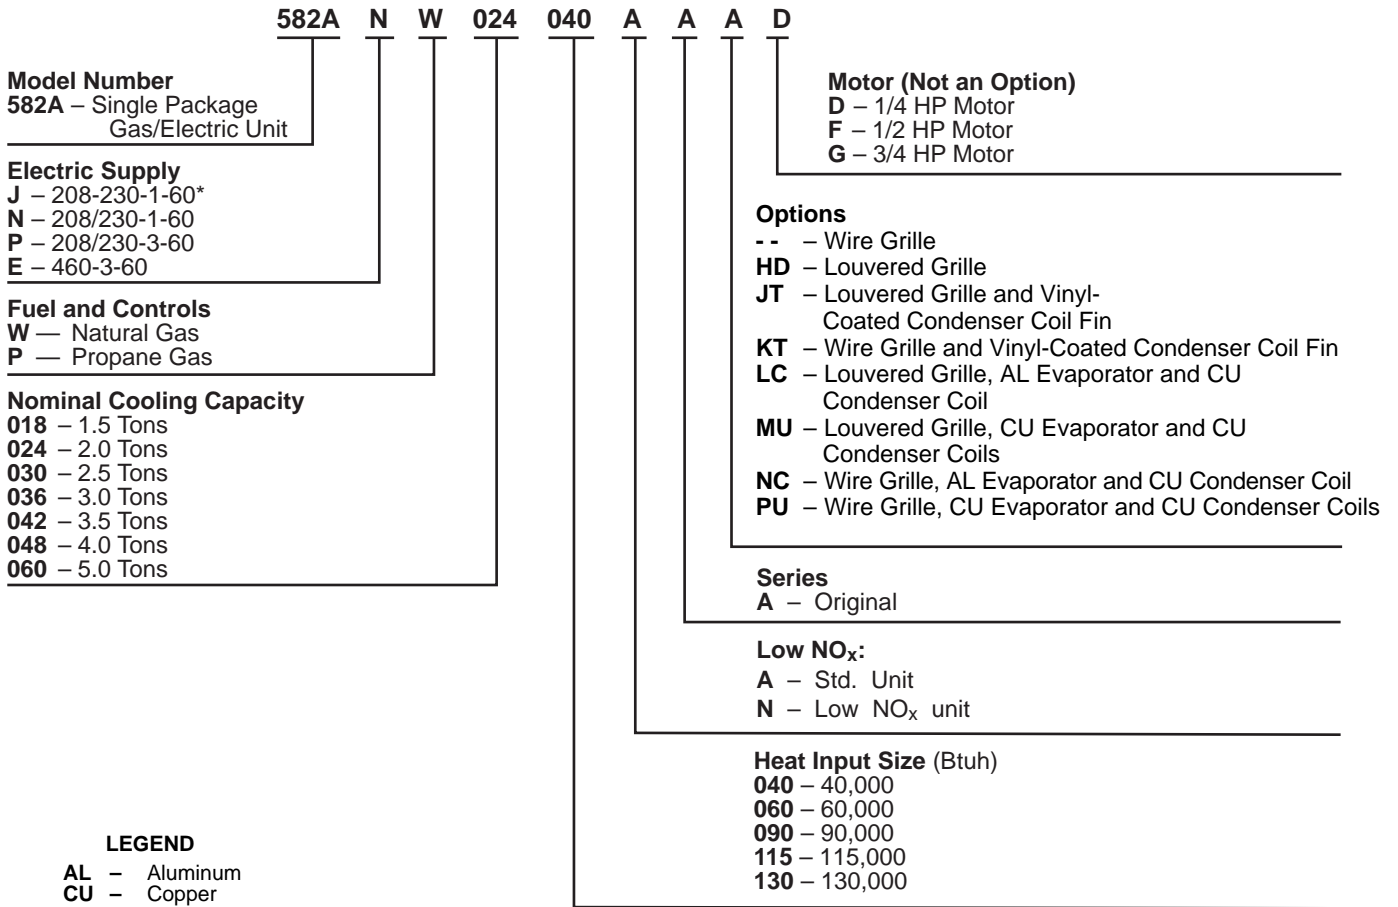 582A N W 024 040 A A A D
Model Number
582A – Single Package
Gas/Electric Unit
Electric Supply
J – 208-230-1-60*
N – 208/230-1-60
P – 208/230-3-60
E – 460-3-60
Fuel and Controls
W — Natural Gas
P — Propane Gas
Nominal Cooling Capacity
018 – 1.5 Tons
024 – 2.0 Tons
030 – 2.5 Tons
036 – 3.0 Tons
042 – 3.5 Tons
048 – 4.0 Tons
060 – 5.0 Tons
LEGEND
AL – Aluminum
CU – Copper
Motor (Not an Option)
D – 1/4 HP Motor
F – 1/2 HP Motor
G – 3/4 HP Motor
Options
- - – Wire Grille
HD – Louvered Grille
JT – Louvered Grille and Vinyl-
Coated Condenser Coil Fin
KT – Wire Grille and Vinyl-Coated Condenser Coil Fin
LC – Louvered Grille, AL Evaporator and CU
Condenser Coil
MU – Louvered Grille, CU Evaporator and CU
Condenser Coils
NC – Wire Grille, AL Evaporator and CU Condenser Coil
PU – Wire Grille, CU Evaporator and CU Condenser Coils
Series
A – Original
Low NOx:
A – Std. Unit
N – Low NOx unit
Heat Input Size (Btuh)
040 – 40,000
060 – 60,000
090 – 90,000
115 – 115,000
130 – 130,000